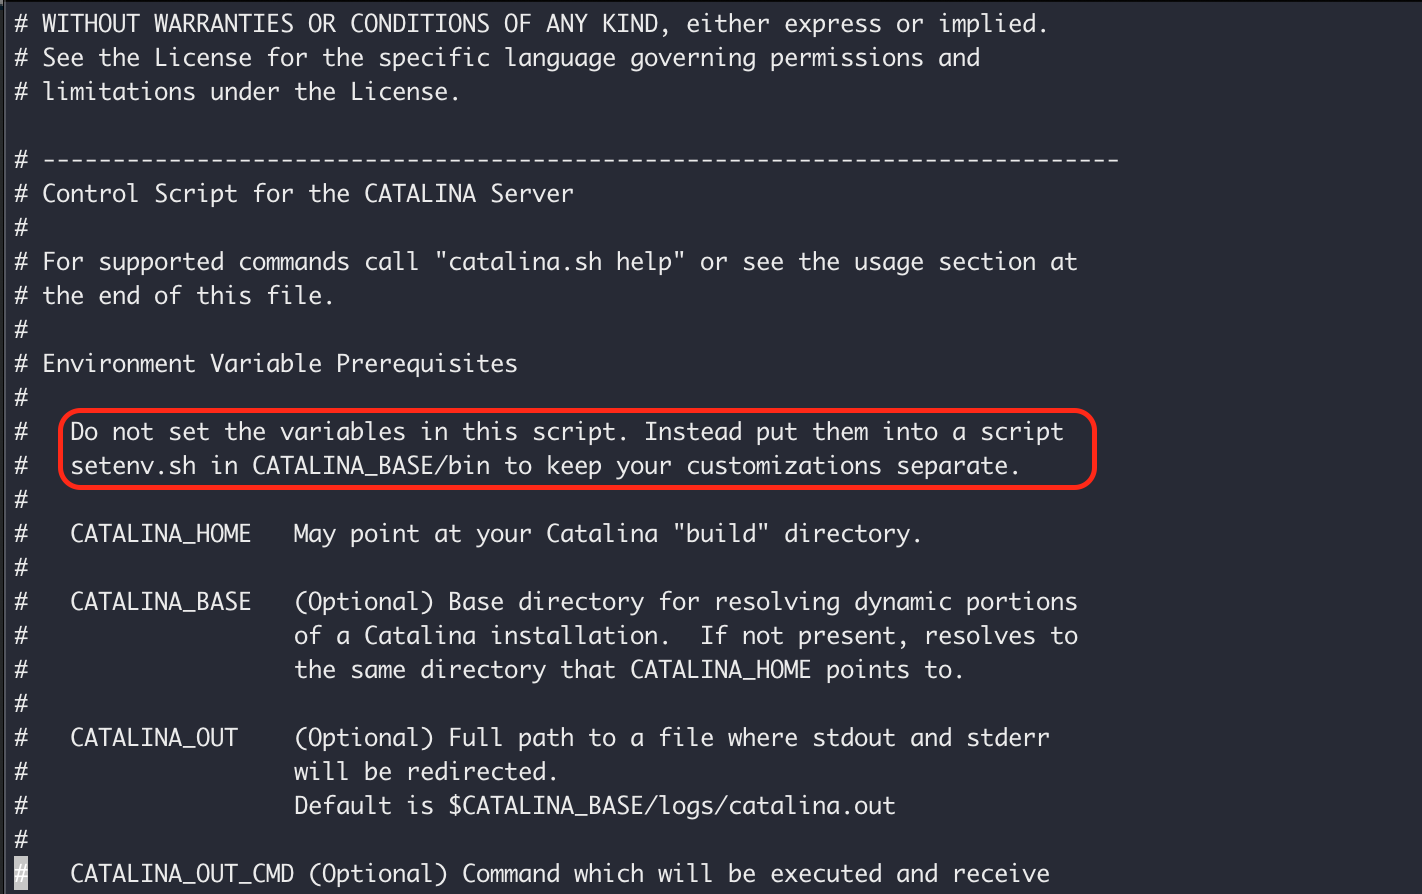 # WITHOUT WARRANTIES OR CONDITIONS OF ANY KIND, either express or implied.
# See the License for the specific language governing permissions and
# limitations under the License.
# -----------------------------------------------------------------------------
# Control Script for the CATALINA Server
#
# For supported commands call "catalina.sh help" or see the usage section at
# the end of this file.
#
# Environment Variable Prerequisites
#
#   Do not set the variables in this script. Instead put them into a script
#   setenv.sh in CATALINA_BASE/bin to keep your customizations separate.
#
#   CATALINA_HOME   May point at your Catalina "build" directory.
#
#   CATALINA_BASE   (Optional) Base directory for resolving dynamic portions
#                   of a Catalina installation.  If not present, resolves to
#                   the same directory that CATALINA_HOME points to.
#
#   CATALINA_OUT    (Optional) Full path to a file where stdout and stderr
#                   will be redirected.
#                   Default is $CATALINA_BASE/logs/catalina.out
#
#   CATALINA_OUT_CMD (Optional) Command which will be executed and receive